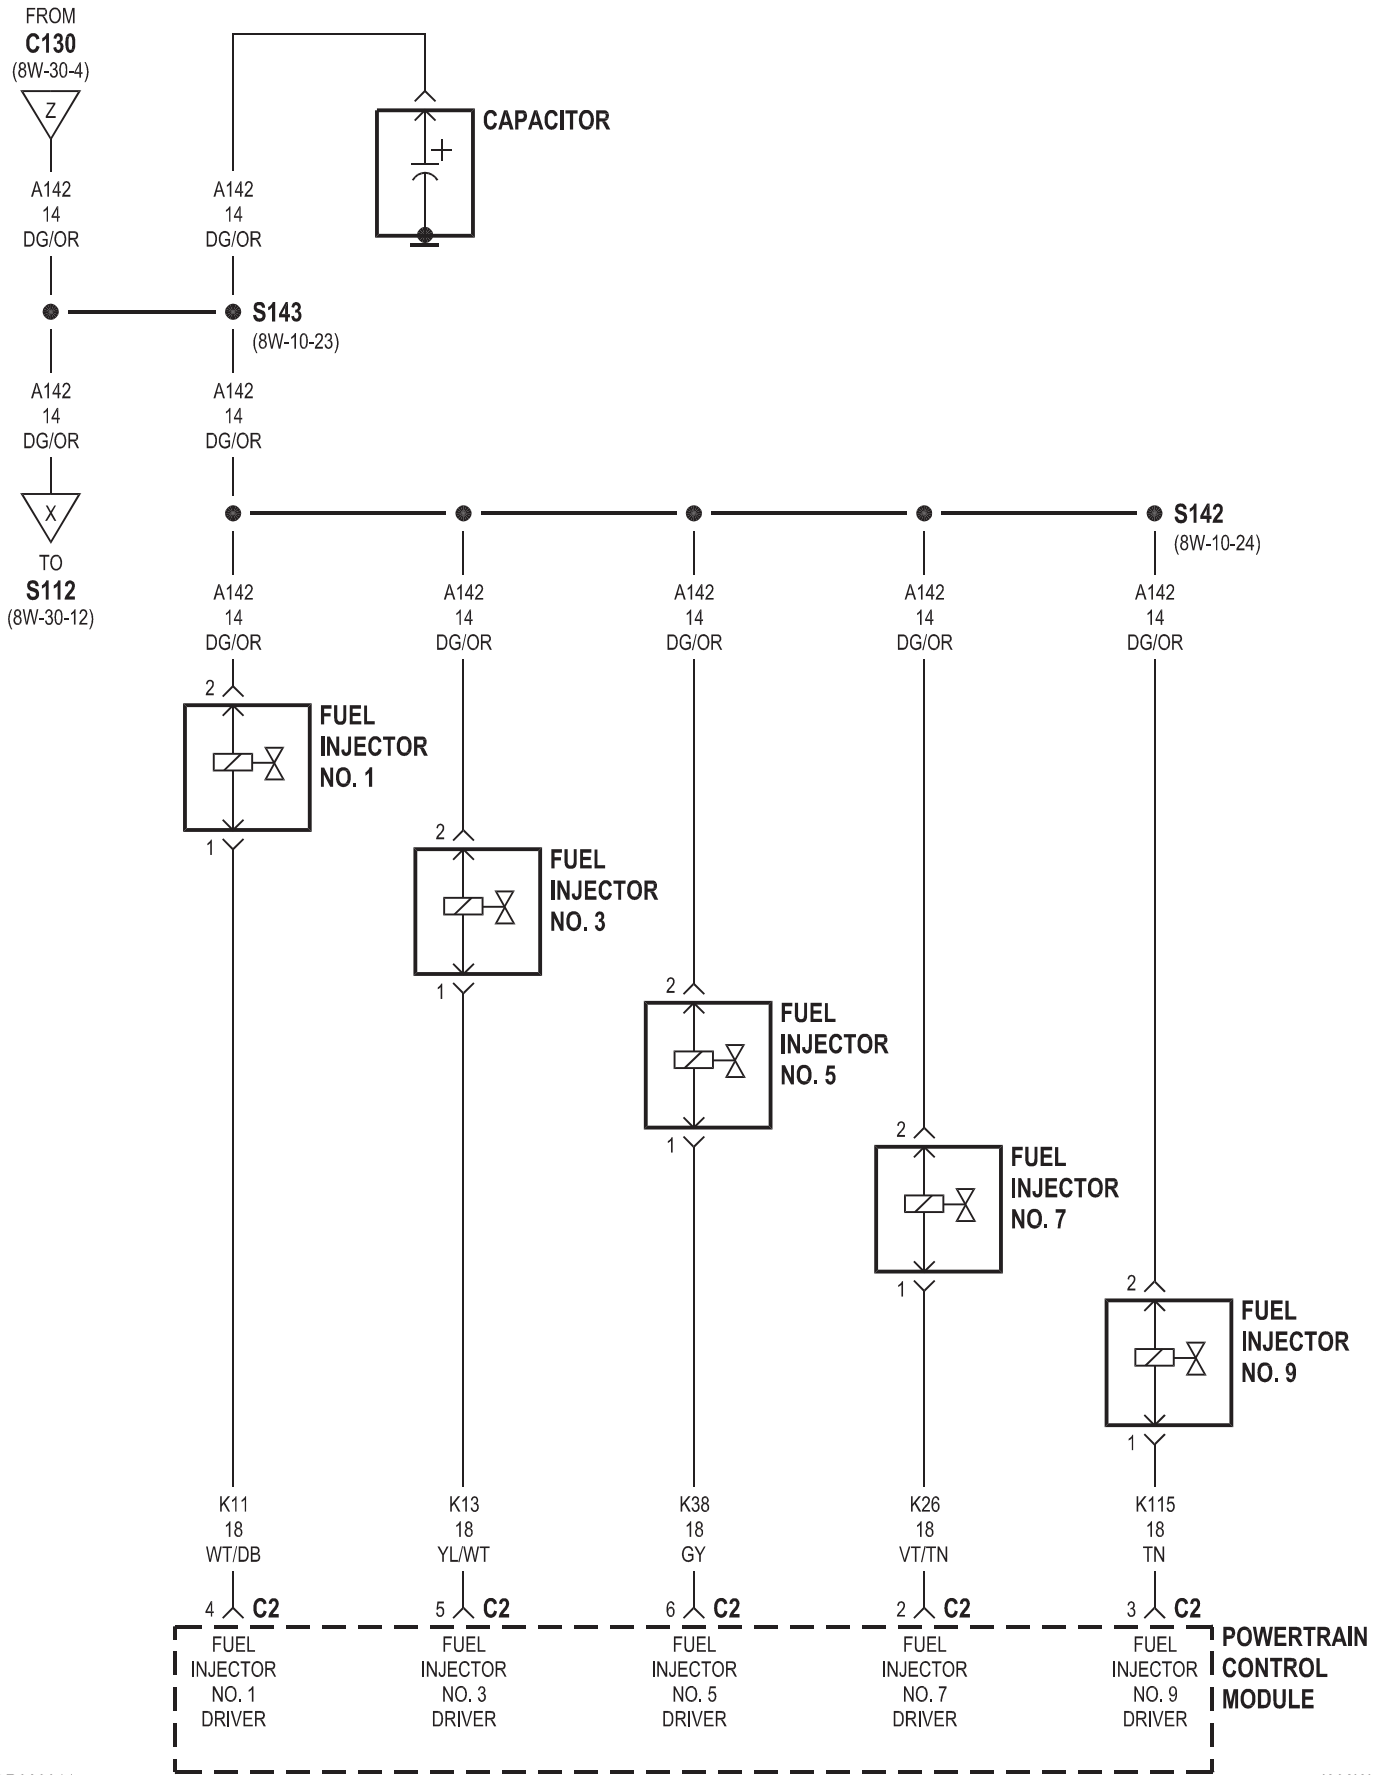 FROM
C130
(8W-30-4)
Z
CAPACITOR
+
A142
14
DG/OR
A142
14
DG/OR
S143
(8W-10-23)
A142
14
DG/OR
A142
14
DG/OR
X
TO
S112
(8W-30-12)
S142
(8W-10-24)
A142
14
DG/OR
A142
14
DG/OR
A142
14
DG/OR
A142
14
DG/OR
A142
14
DG/OR
2
FUEL
INJECTOR
NO. 1
1
2
FUEL
INJECTOR
NO. 3
1
2
FUEL
INJECTOR
NO. 5
1
2
FUEL
INJECTOR
NO. 7
1
2
FUEL
INJECTOR
NO. 9
1
K11
18
WT/DB
K13
18
YL/WT
K38
18
GY
K26
18
VT/TN
K115
18
TN
4 C2
5 C2
6 C2
2 C2
3 C2
FUEL
INJECTOR
NO. 1
DRIVER
FUEL
INJECTOR
NO. 3
DRIVER
FUEL
INJECTOR
NO. 5
DRIVER
FUEL
INJECTOR
NO. 7
DRIVER
FUEL
INJECTOR
NO. 9
DRIVER
POWERTRAIN
CONTROL
MODULE